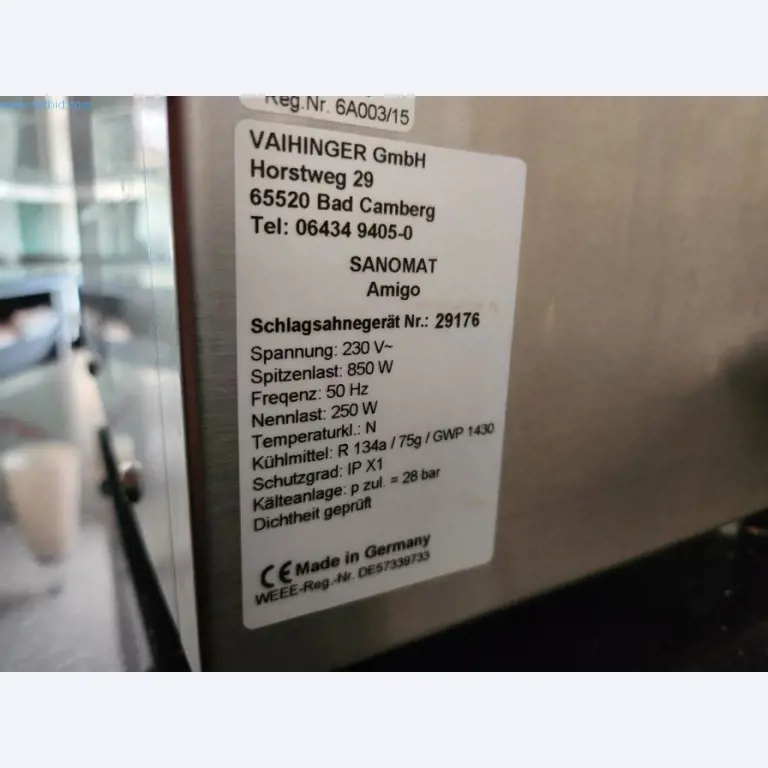 Reg.Nr. 6A003/15
VAIHINGER GmbH
Horstweg 29
65520 Bad Camberg
Tel: 06434 9405-0
SANOMAT
Amigo
Schlagsahnegerät Nr.: 29176
Spannung: 230 V~
Spitzenlast: 850 W
Freqenz: 50 Hz
Nennlast: 250 W
Temperaturkl.: N
Kühlmittel: R 134a / 75g / GWP 1430
Schutzgrad: IP X1
Kälteanlage: p zul. = 28 bar
Dichtheit geprüft
CE Made in Germany
WEEE-Reg.-Nr. DE57339733